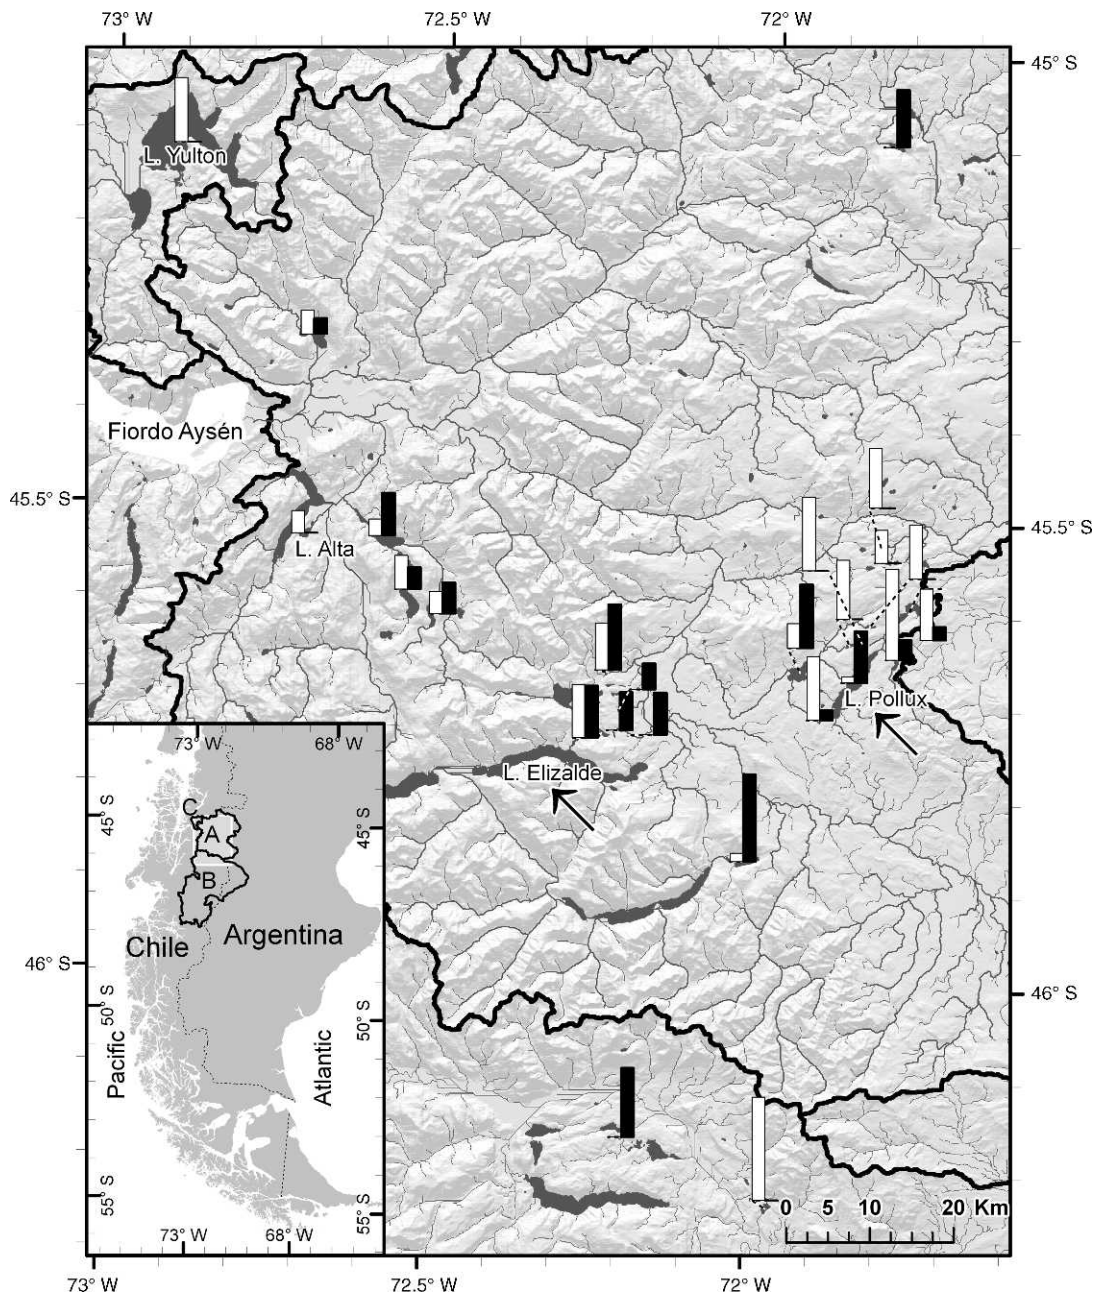 73° W
72.5° W
72° W
45° S
L. Yulton
Fiordo Aysén
45.5° S
45.5° S
L. Alta
L. Pollux
L. Elizalde
73° W
68° W
45° S
C
A
45° S
B
Chile
Argentina
46° S
46° S
50° S
50° S
Pacific
Atlantic
55° S
55° S
73° W
68° W
0 5 10 20 Km
73° W
72.5° W
72° W